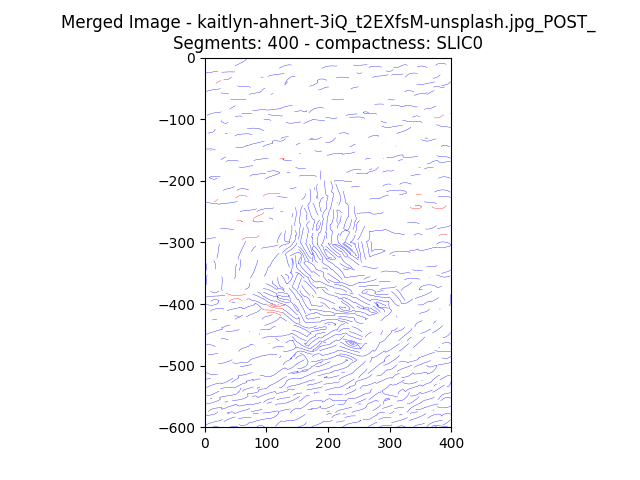 Merged Image - kaitlyn-ahnert-3iQ_t2EXfsM-unsplash.jpg_POST_
Segments: 400 - compactness: SLIC0
0
−100
−200
−300
−400
−500
−600
0 100 200 300 400